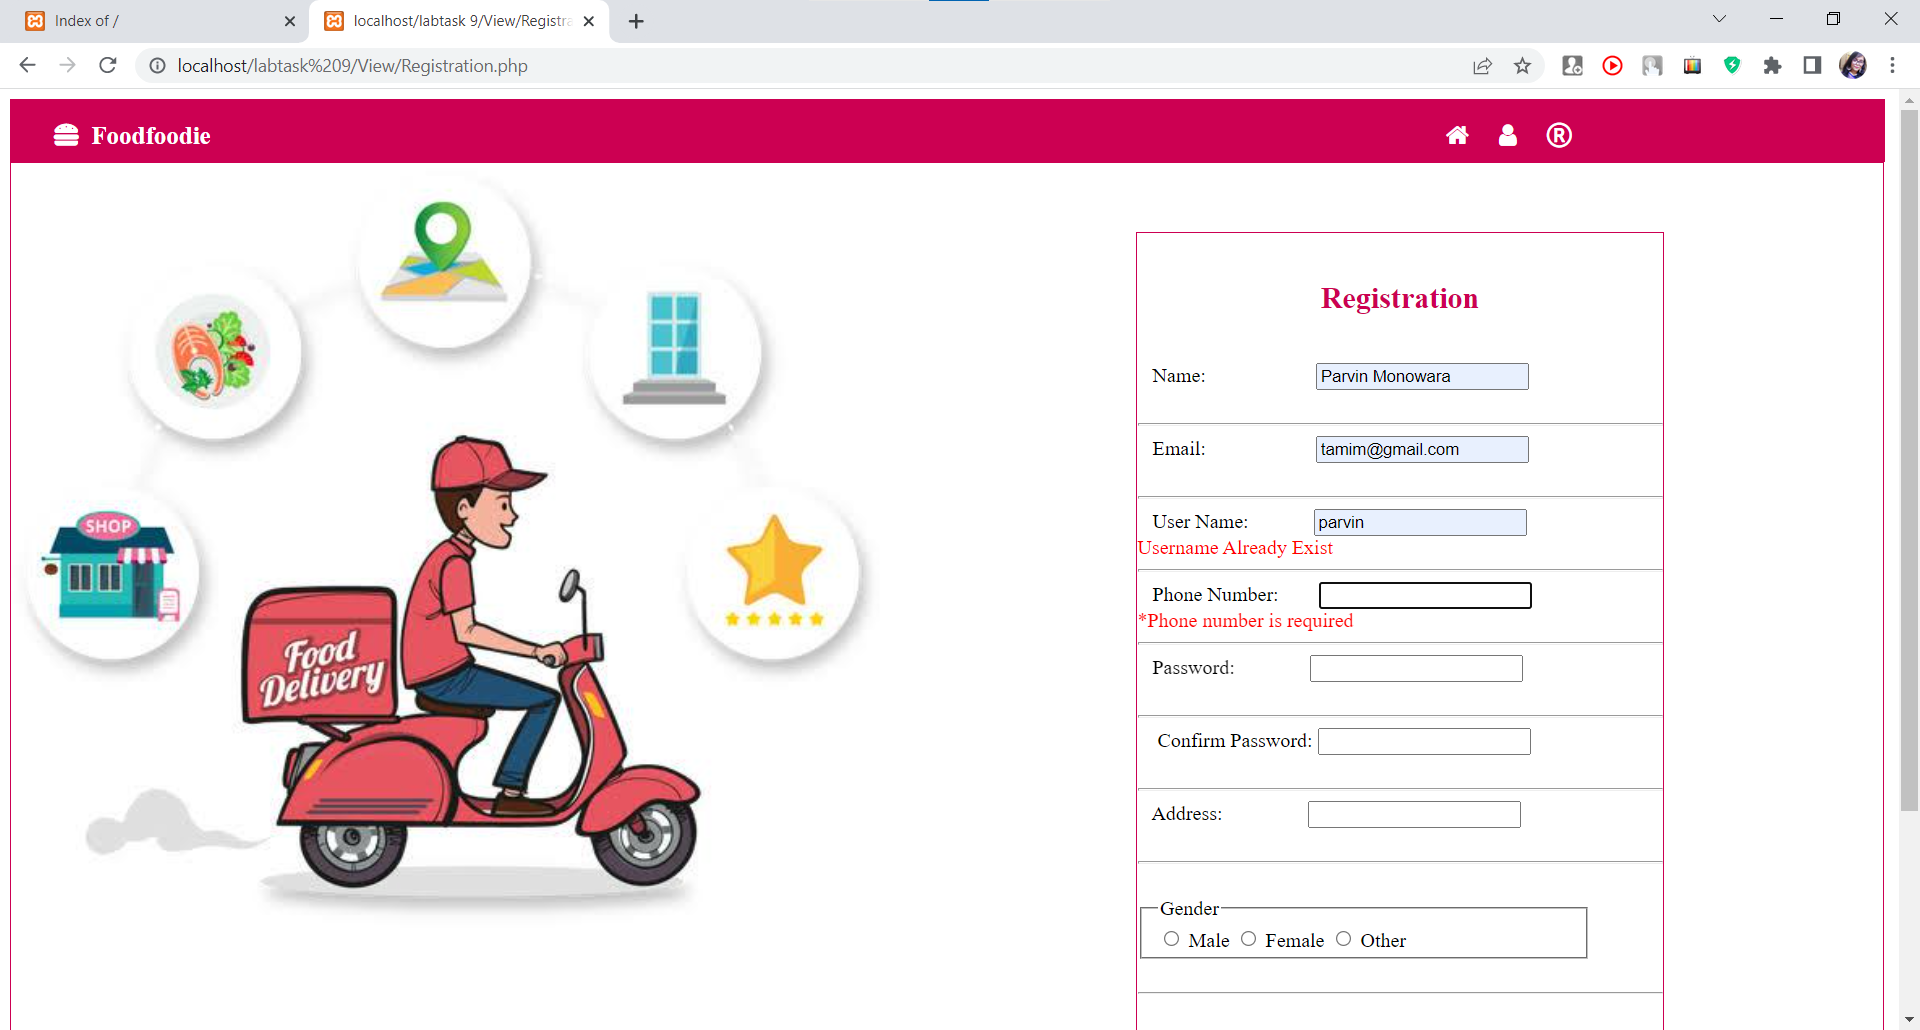 Index of /
localhost/labtask 9/View/Registra
localhost/labtask%209/View/Registration.php
Foodfoodie
®
Registration
Name: Parvin Monowara
Email: tamim@gmail.com
User Name: parvin
Username Already Exist
Phone Number:
*Phone number is required
Password:
Confirm Password:
Address:
Gender
Male Female Other
SHOP
Food
Delivery